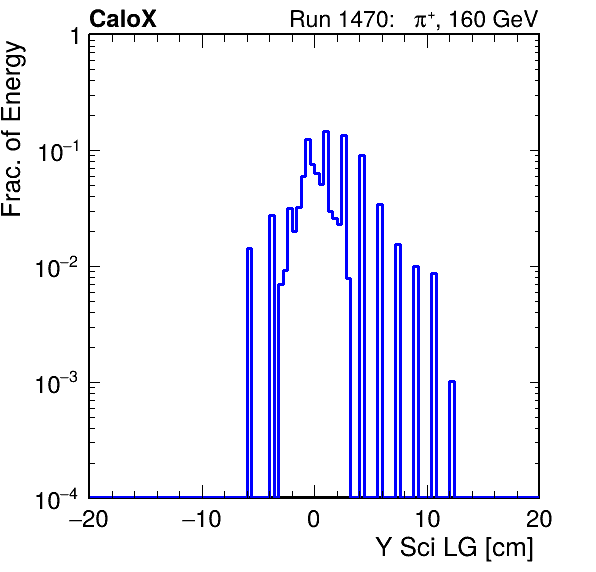 CaloX Run 1470: π⁺, 160 GeV
Frac. of Energy
1
10⁻¹
10⁻²
10⁻³
10⁻⁴
−20 −10 0 10 20
Y Sci LG [cm]